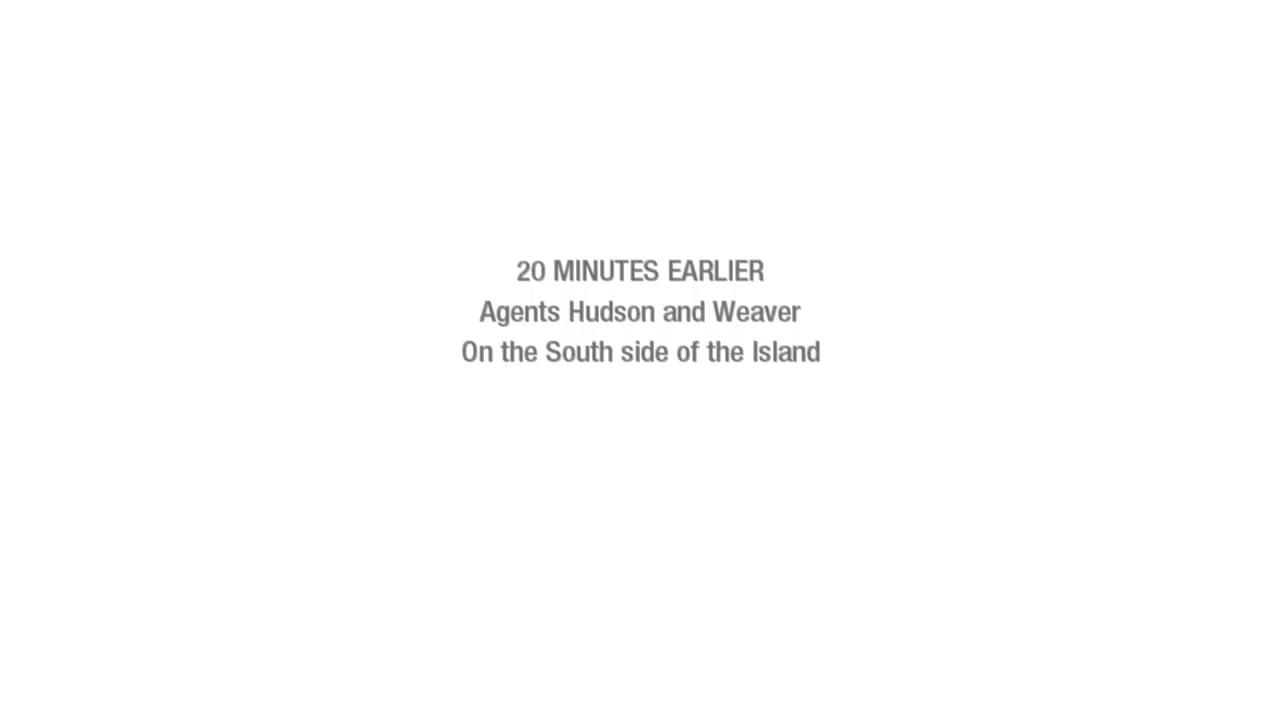 20 MINUTES EARLIER
Agents Hudson and Weaver
On the South side of the Island